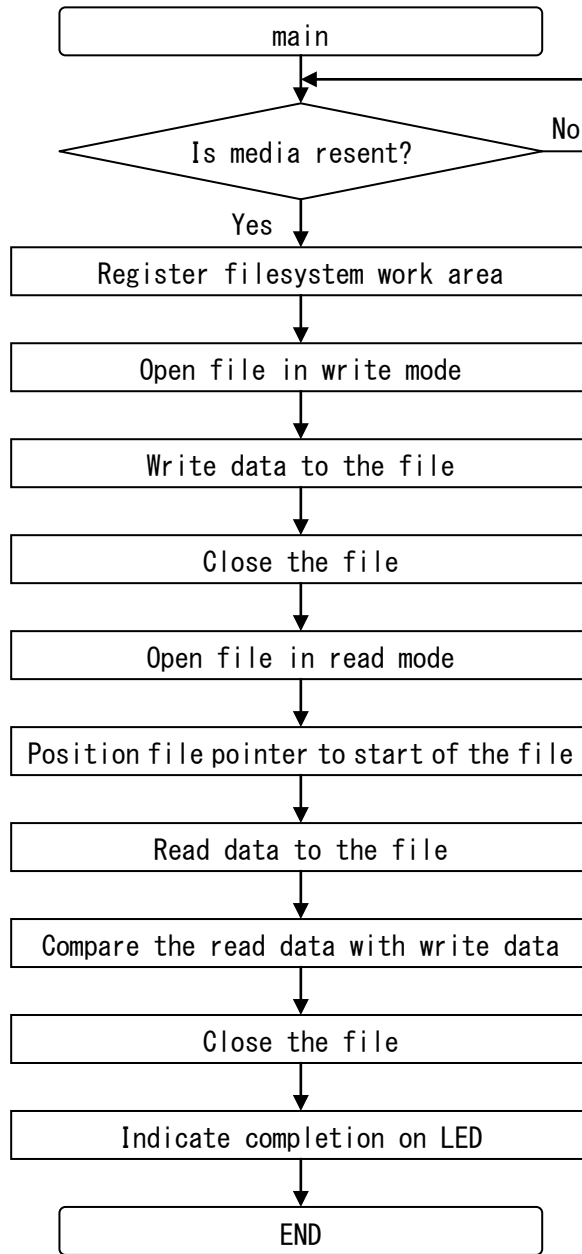 main
Is media resent?
No
Yes
Register filesystem work area
Open file in write mode
Write data to the file
Close the file
Open file in read mode
Position file pointer to start of the file
Read data to the file
Compare the read data with write data
Close the file
Indicate completion on LED
END